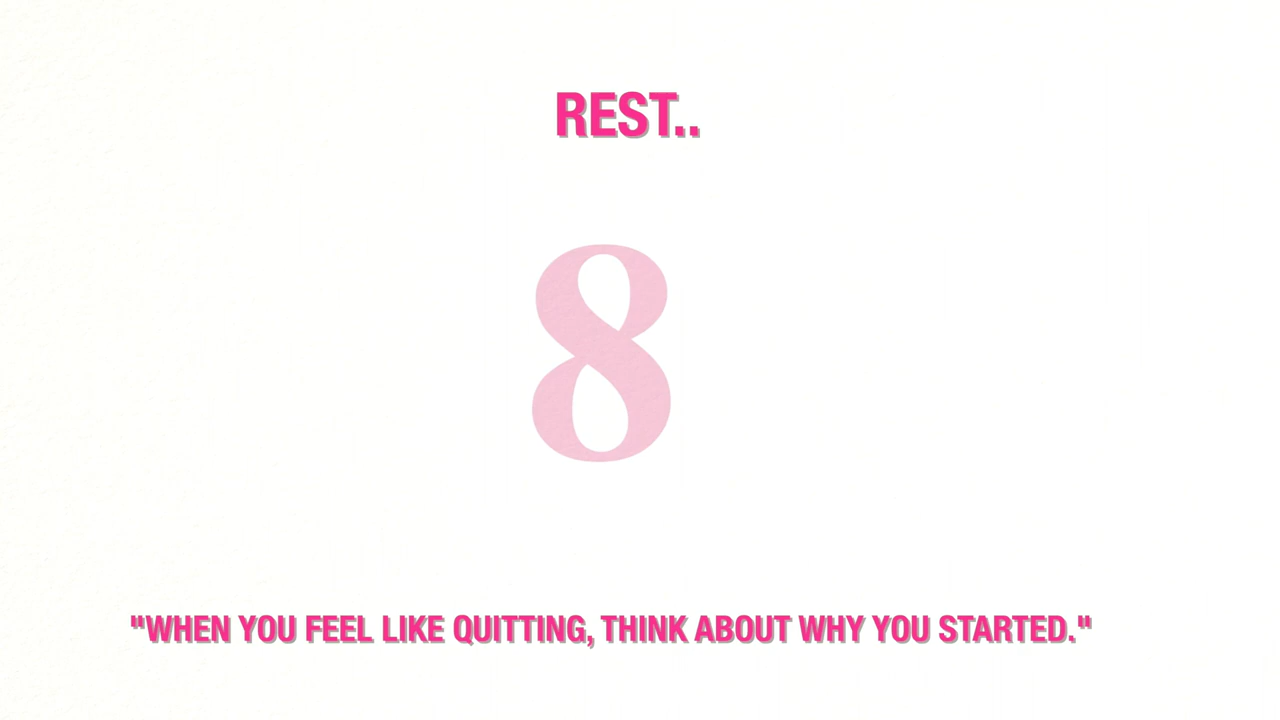 REST..
8
"WHEN YOU FEEL LIKE QUITTING, THINK ABOUT WHY YOU STARTED."